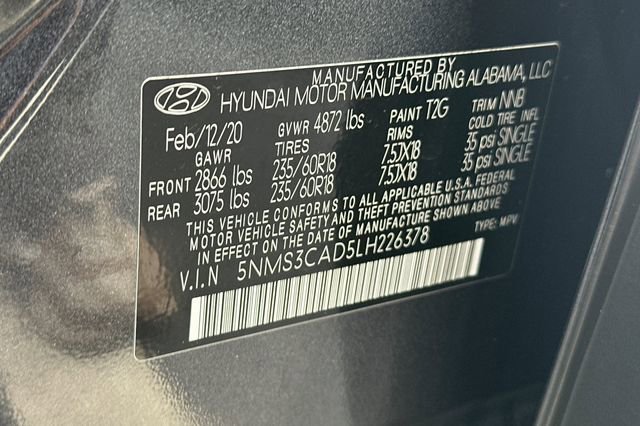 MANUFACTURED BY
HYUNDAI MOTOR MANUFACTURING ALABAMA, LLC
Feb/12/20 GVWR 4872 lbs PAINT T2G TRIM NNB
GAWR TIRES RIMS COLD TIRE INFL
FRONT 2866 lbs 235/60R18 7.5JX18 35 psi SINGLE
REAR 3075 lbs 235/60R18 7.5JX18 35 psi SINGLE
THIS VEHICLE CONFORMS TO ALL APPLICABLE U.S.A. FEDERAL
MOTOR VEHICLE SAFETY AND THEFT PREVENTION STANDARDS
IN EFFECT ON THE DATE OF MANUFACTURE SHOWN ABOVE
V.I.N 5NMS3CAD5LH226378 TYPE: MPV